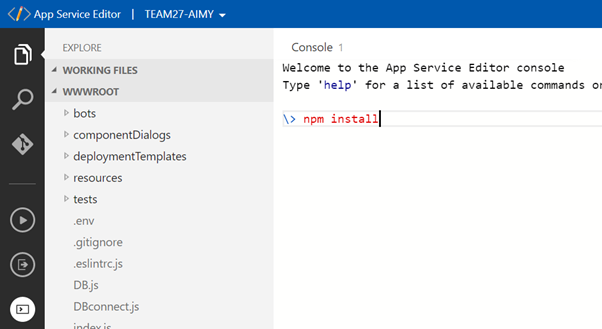 </> App Service Editor | TEAM27-AIMY
EXPLORE
WORKING FILES
WWWROOT
bots
componentDialogs
deploymentTemplates
resources
tests
.env
.gitignore
.eslintrc.js
DB.js
DBconnect.js
index.js
Console 1
Welcome to the App Service Editor console
Type 'help' for a list of available commands
\> npm install